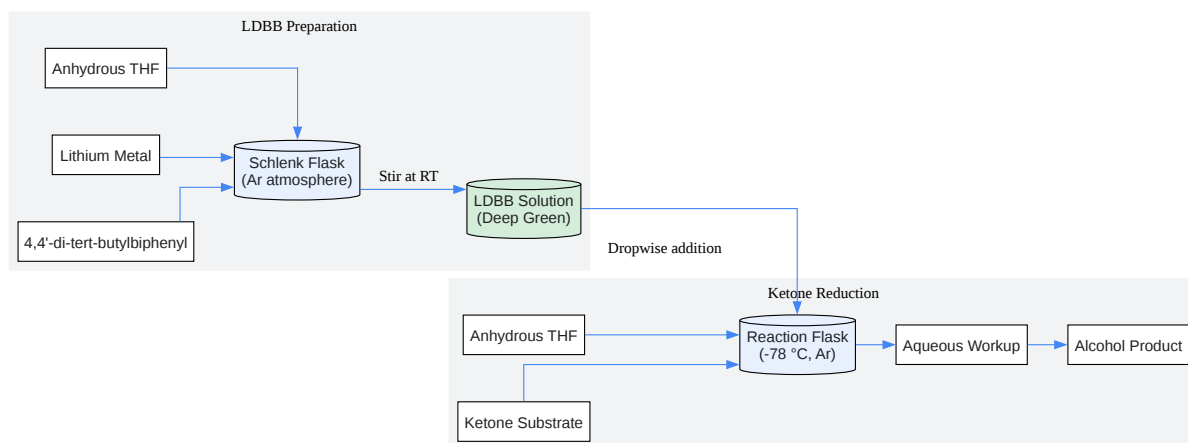 LDBB Preparation
Anhydrous THF
Lithium Metal
Schlenk Flask
(Ar atmosphere)
Stir at RT
LDBB Solution
(Deep Green)
4,4'-di-tert-butylbiphenyl
Dropwise addition
Ketone Reduction
Anhydrous THF
Reaction Flask
(-78 °C, Ar)
Aqueous Workup
Alcohol Product
Ketone Substrate